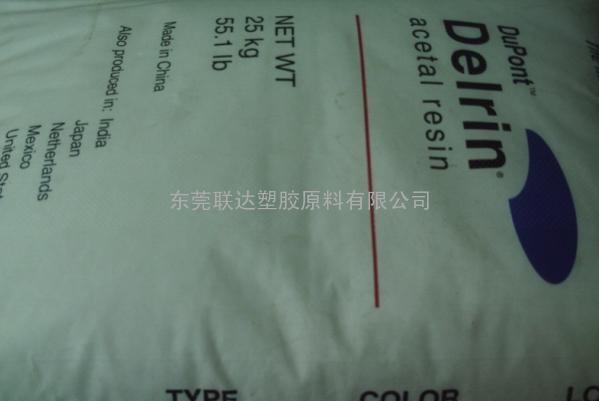 DuPont™
Delrin®
acetal resin
NET WT
25 kg
55.1 lb
Made in China
Also produced in: India
Japan
Netherlands
Mexico
United
东莞联达塑胶原料有限公司
TYPE
COLOR